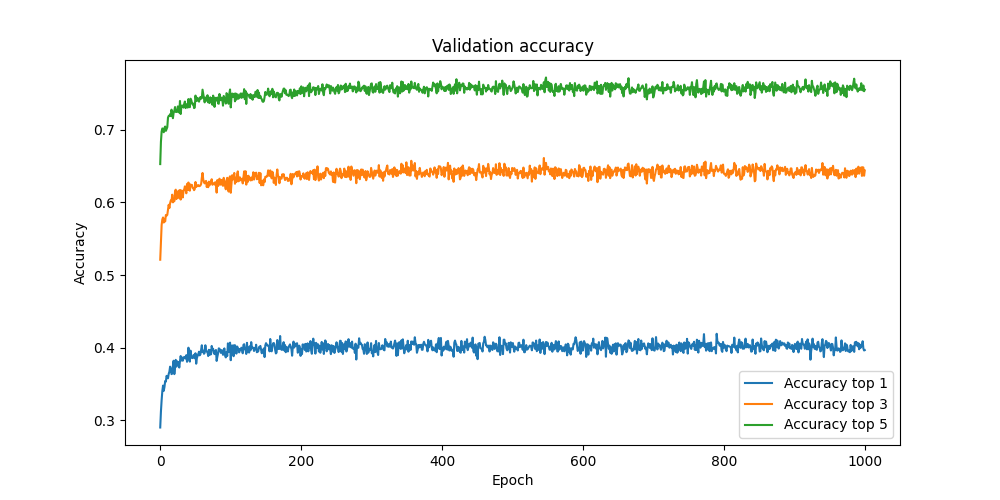 Validation accuracy
Accuracy
0.7
0.6
0.5
0.4
0.3
0
200
400
600
800
1000
Epoch
Accuracy top 1
Accuracy top 3
Accuracy top 5